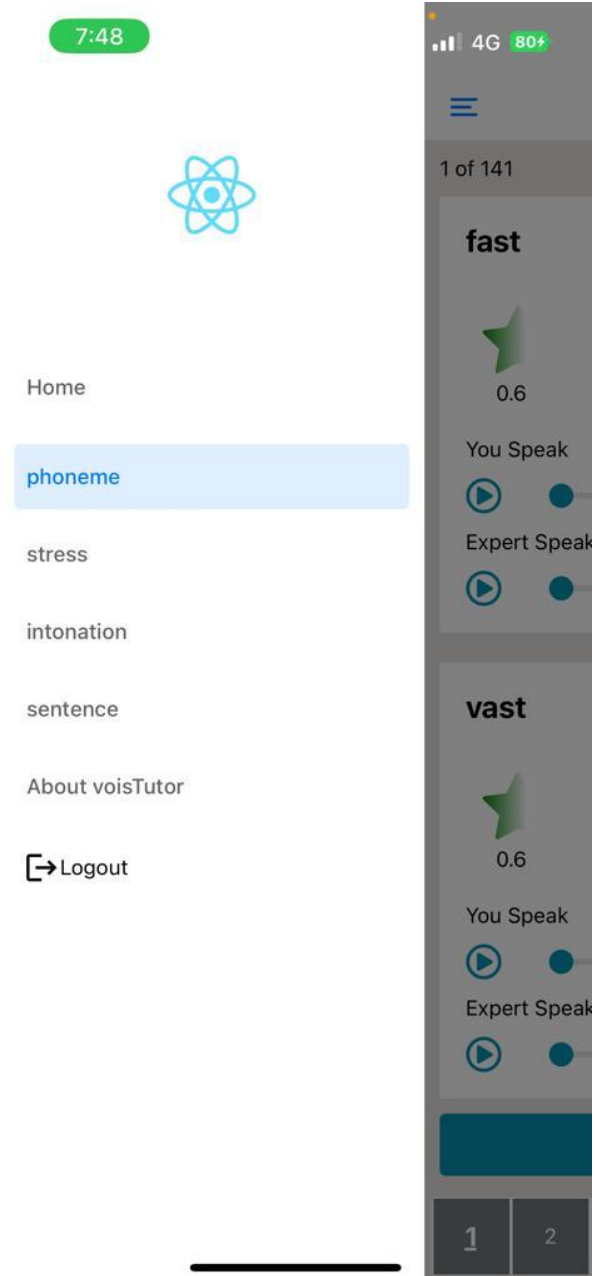 7:48
4G 80
Home
phoneme
stress
intonation
sentence
About voisTutor
Logout
1 of 141
fast
0.6
You Speak
Expert Speak
vast
0.6
You Speak
Expert Speak
1 2